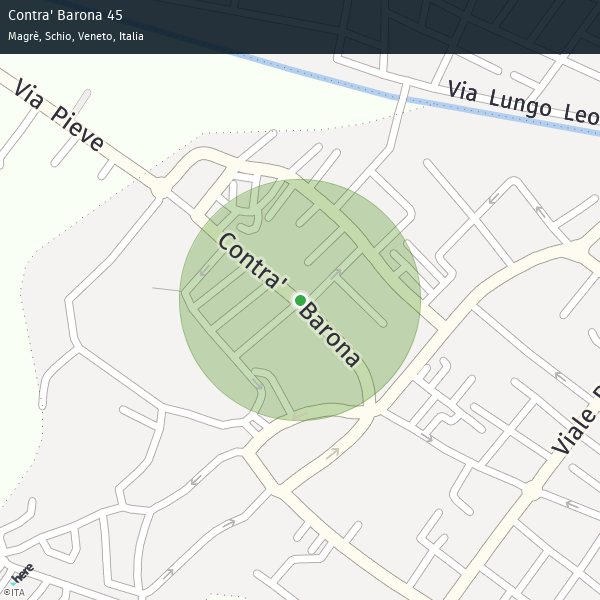 Contra' Barona 45
Magrè, Schio, Veneto, Italia
Via Lungo Leo
Via Pieve
Contra' Barona
Viale
here
©ITA